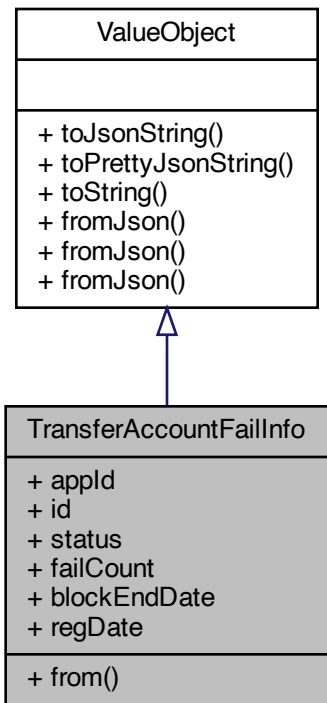 ValueObject
+ toJsonString()
+ toPrettyJsonString()
+ toString()
+ fromJson()
+ fromJson()
+ fromJson()
TransferAccountFailInfo
+ appId
+ id
+ status
+ failCount
+ blockEndDate
+ regDate
+ from()